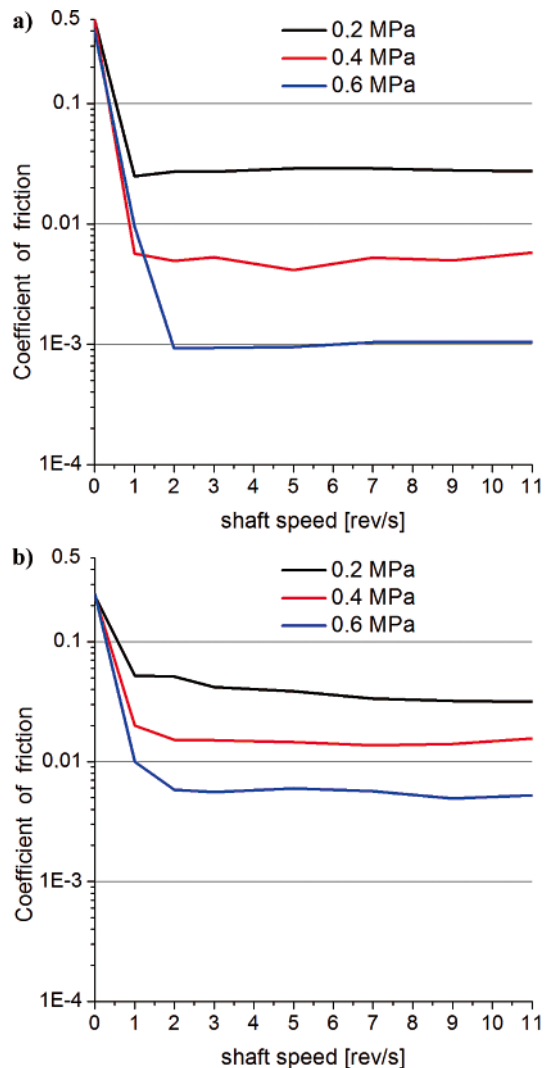 a)
0.5
0.2 MPa
0.4 MPa
0.6 MPa
0.1
0.01
1E-3
1E-4
Coefficient of friction
0 1 2 3 4 5 6 7 8 9 10 11
shaft speed [rev/s]
b)
0.5
0.2 MPa
0.4 MPa
0.6 MPa
0.1
0.01
1E-3
1E-4
Coefficient of friction
0 1 2 3 4 5 6 7 8 9 10 11
shaft speed [rev/s]